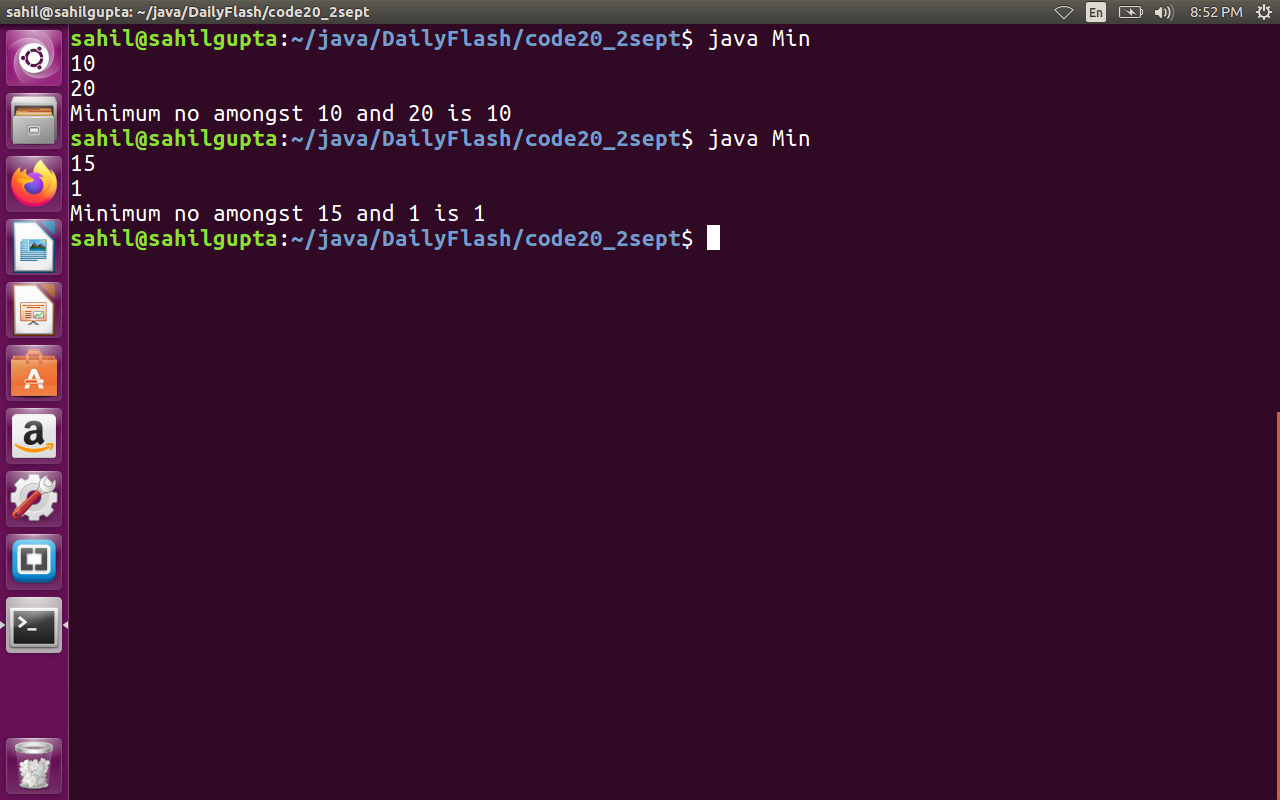 sahil@sahilgupta: ~/java/DailyFlash/code20_2sept
En
8:52 PM
sahil@sahilgupta:~/java/DailyFlash/code20_2sept$ java Min
10
20
Minimum no amongst 10 and 20 is 10
sahil@sahilgupta:~/java/DailyFlash/code20_2sept$ java Min
15
1
Minimum no amongst 15 and 1 is 1
sahil@sahilgupta:~/java/DailyFlash/code20_2sept$